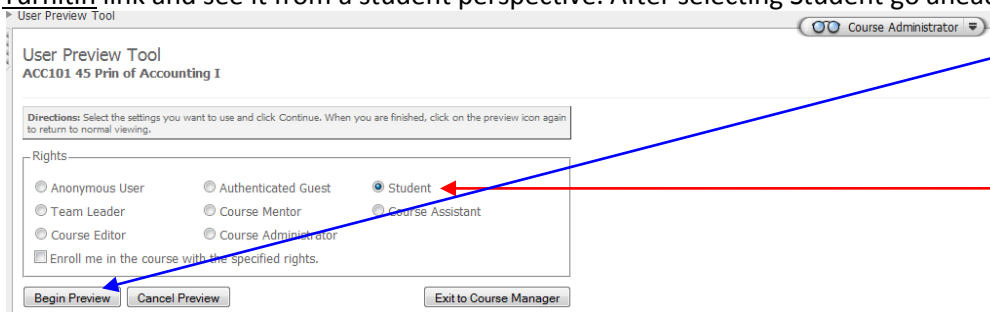 Turnitin link and see it from a student perspective. After selecting Student go ahead
User Preview Tool
Course Administrator
User Preview Tool
ACC101 45 Prin of Accounting I
Directions: Select the settings you want to use and click Continue. When you are finished, click on the preview icon again
to return to normal viewing.
Rights
Anonymous User Authenticated Guest Student
Team Leader Course Mentor Course Assistant
Course Editor Course Administrator
Enroll me in the course with the specified rights.
Begin Preview Cancel Preview Exit to Course Manager